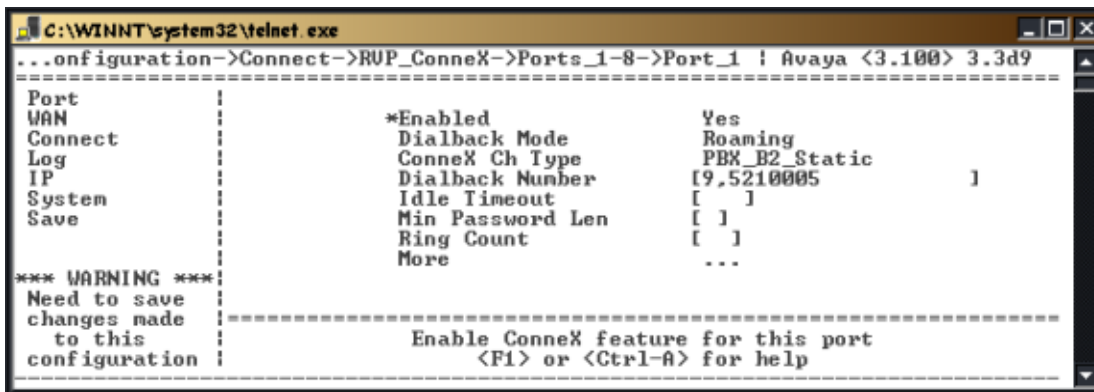 C:\WINNT\system32\telnet.exe
...onfiguration->Connect->RVP_ConneX->Ports_1-8->Port_1 ¦ Avaya <3.100> 3.3d9
Port
WAN *Enabled Yes
Connect Dialback Mode Roaming
Log ConneX Ch Type PBX_B2_Static
IP Dialback Number [9,5210005 ]
System Idle Timeout [ ]
Save Min Password Len [ ]
Ring Count [ ]
More ...
*** WARNING ***
Need to save
changes made
to this Enable ConneX feature for this port
configuration <F1> or <Ctrl-A> for help